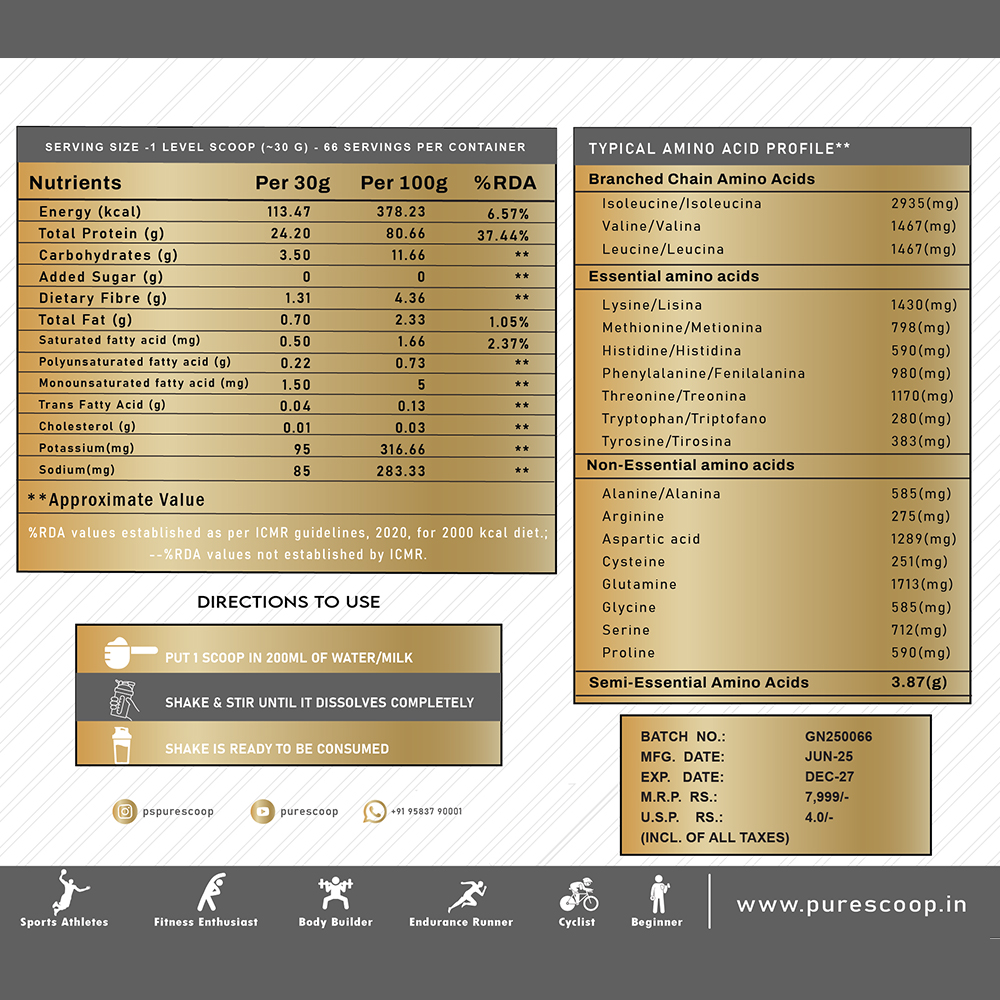 SERVING SIZE -1 LEVEL SCOOP (~30 G) - 66 SERVINGS PER CONTAINER
Nutrients Per 30g Per 100g %RDA
Energy (kcal) 113.47 378.23 6.57%
Total Protein (g) 24.20 80.66 37.44%
Carbohydrates (g) 3.50 11.66 **
Added Sugar (g) 0 0 **
Dietary Fibre (g) 1.31 4.36 **
Total Fat (g) 0.70 2.33 1.05%
Saturated fatty acid (mg) 0.50 1.66 2.37%
Polyunsaturated fatty acid (g) 0.22 0.73 **
Monounsaturated fatty acid (mg) 1.50 5 **
Trans Fatty Acid (g) 0.04 0.13 **
Cholesterol (g) 0.01 0.03 **
Potassium(mg) 95 316.66 **
Sodium(mg) 85 283.33 **
**Approximate Value
%RDA values established as per ICMR guidelines, 2020, for 2000 kcal diet.;
--%RDA values not established by ICMR.
DIRECTIONS TO USE
PUT 1 SCOOP IN 200ML OF WATER/MILK
SHAKE & STIR UNTIL IT DISSOLVES COMPLETELY
SHAKE IS READY TO BE CONSUMED
pspurescoop purescoop +91 95837 90001
TYPICAL AMINO ACID PROFILE**
Branched Chain Amino Acids
Isoleucine/Isoleucina 2935(mg)
Valine/Valina 1467(mg)
Leucine/Leucina 1467(mg)
Essential amino acids
Lysine/Lisina 1430(mg)
Methionine/Metionina 798(mg)
Histidine/Histidina 590(mg)
Phenylalanine/Fenilalanina 980(mg)
Threonine/Treonina 1170(mg)
Tryptophan/Triptofano 280(mg)
Tyrosine/Tirosina 383(mg)
Non-Essential amino acids
Alanine/Alanina 585(mg)
Arginine 275(mg)
Aspartic acid 1289(mg)
Cysteine 251(mg)
Glutamine 1713(mg)
Glycine 585(mg)
Serine 712(mg)
Proline 590(mg)
Semi-Essential Amino Acids 3.87(g)
BATCH NO.: GN250066
MFG. DATE: JUN-25
EXP. DATE: DEC-27
M.R.P. RS.: 7,999/-
U.S.P. RS.: 4.0/-
(INCL. OF ALL TAXES)
Sports Athletes Fitness Enthusiast Body Builder Endurance Runner Cyclist Beginner
www.purescoop.in